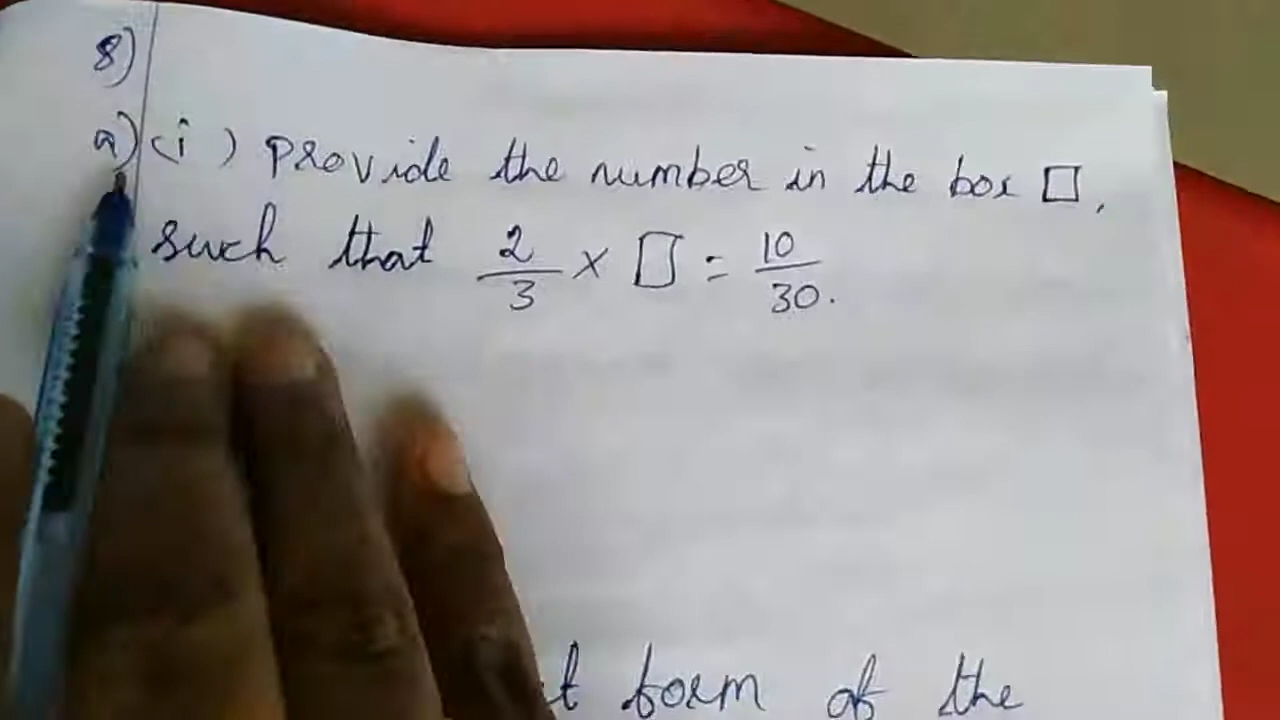 8)
a) (i) Provide the number in the box □,
such that 2/3 × □ = 10/30.
form of the